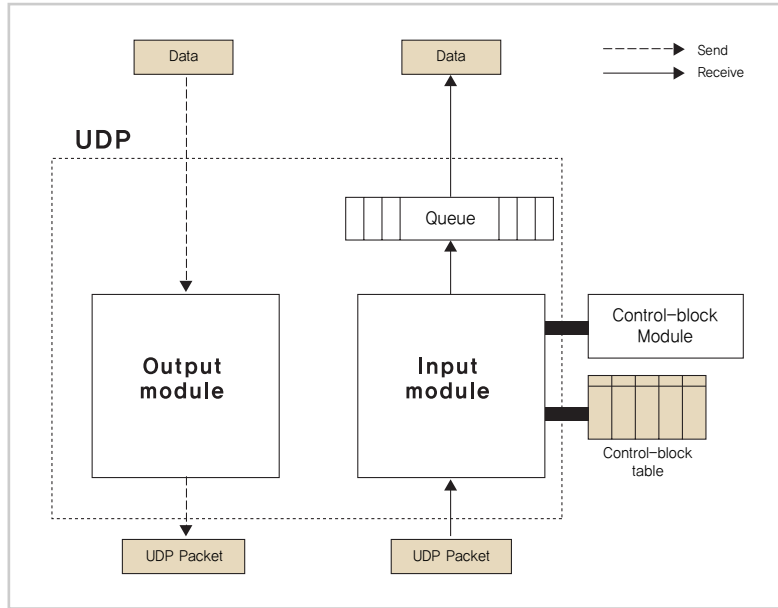 Data
Data
Send
Receive
UDP
Queue
Output
module
Input
module
Control-block
Module
Control-block
table
UDP Packet
UDP Packet